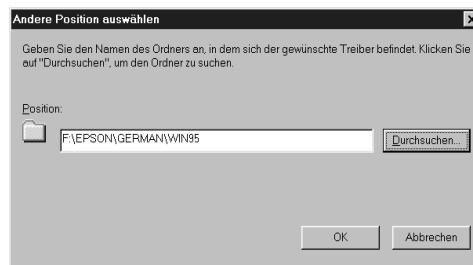 Andere Position auswählen
Geben Sie den Namen des Ordners an, in dem sich der gewünschte Treiber befindet. Klicken Sie
auf "Durchsuchen", um den Ordner zu suchen.
Position:
F:\EPSON\GERMAN\WIN95
Durchsuchen...
OK
Abbrechen